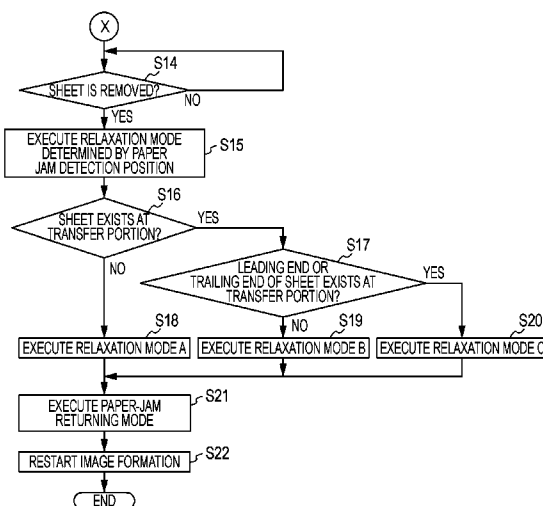 X
S14
SHEET IS REMOVED?
NO
YES
EXECUTE RELAXATION MODE
DETERMINED BY PAPER
JAM DETECTION POSITION
S15
S16
SHEET EXISTS AT
TRANSFER PORTION?
YES
NO
S17
LEADING END OR
TRAILING END OF SHEET EXISTS AT
TRANSFER PORTION?
YES
NO
S18
EXECUTE RELAXATION MODE A
S19
EXECUTE RELAXATION MODE B
S20
EXECUTE RELAXATION MODE C
S21
EXECUTE PAPER-JAM
RETURNING MODE
S22
RESTART IMAGE FORMATION
END